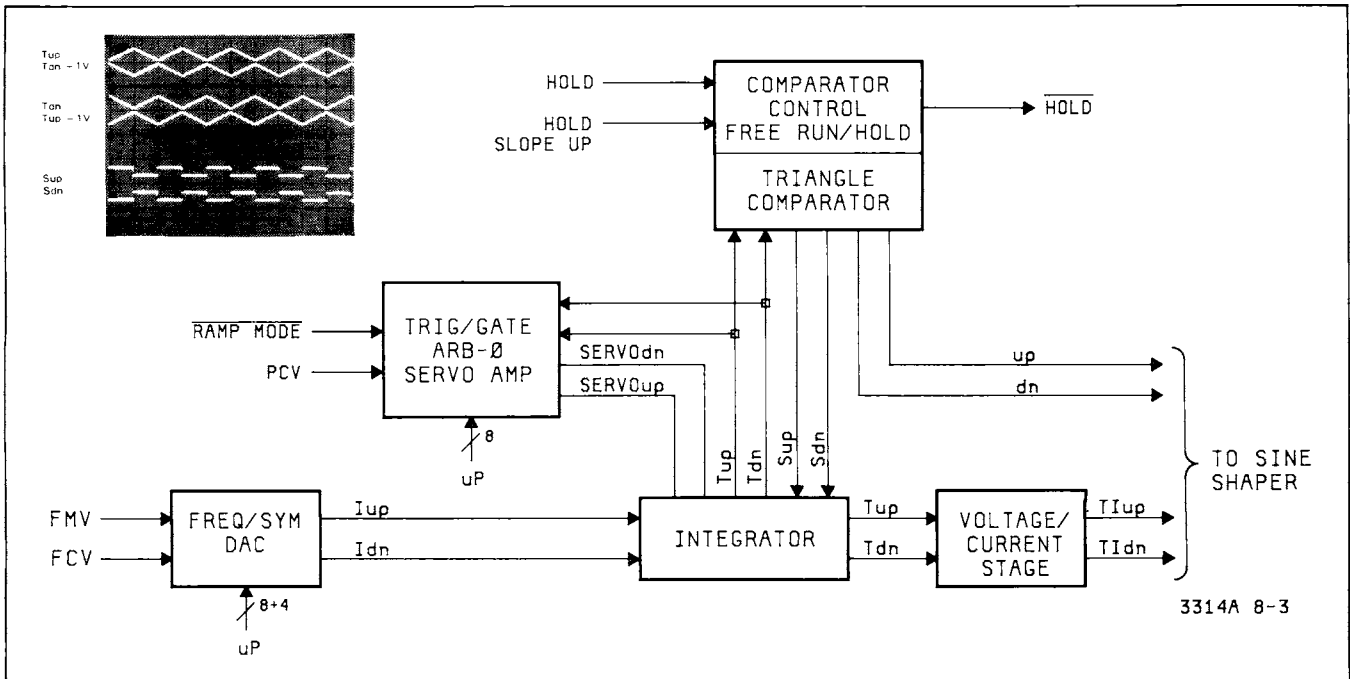 Tup
Tan - 1V
Tan
Tup - 1V
Sup
Sdn
HOLD
HOLD
SLOPE UP
COMPARATOR
CONTROL
FREE RUN/HOLD
TRIANGLE
COMPARATOR
HOLD
RAMP MODE
PCV
TRIG/GATE
ARB-Ø
SERVO AMP
SERVOdn
SERVOup
8
uP
Tup
Tdn
Sup
Sdn
up
dn
TO SINE
SHAPER
FMV
FCV
FREQ/SYM
DAC
8+4
uP
Iup
Idn
INTEGRATOR
Tup
Tdn
VOLTAGE/
CURRENT
STAGE
TIup
TIdn
3314A 8-3